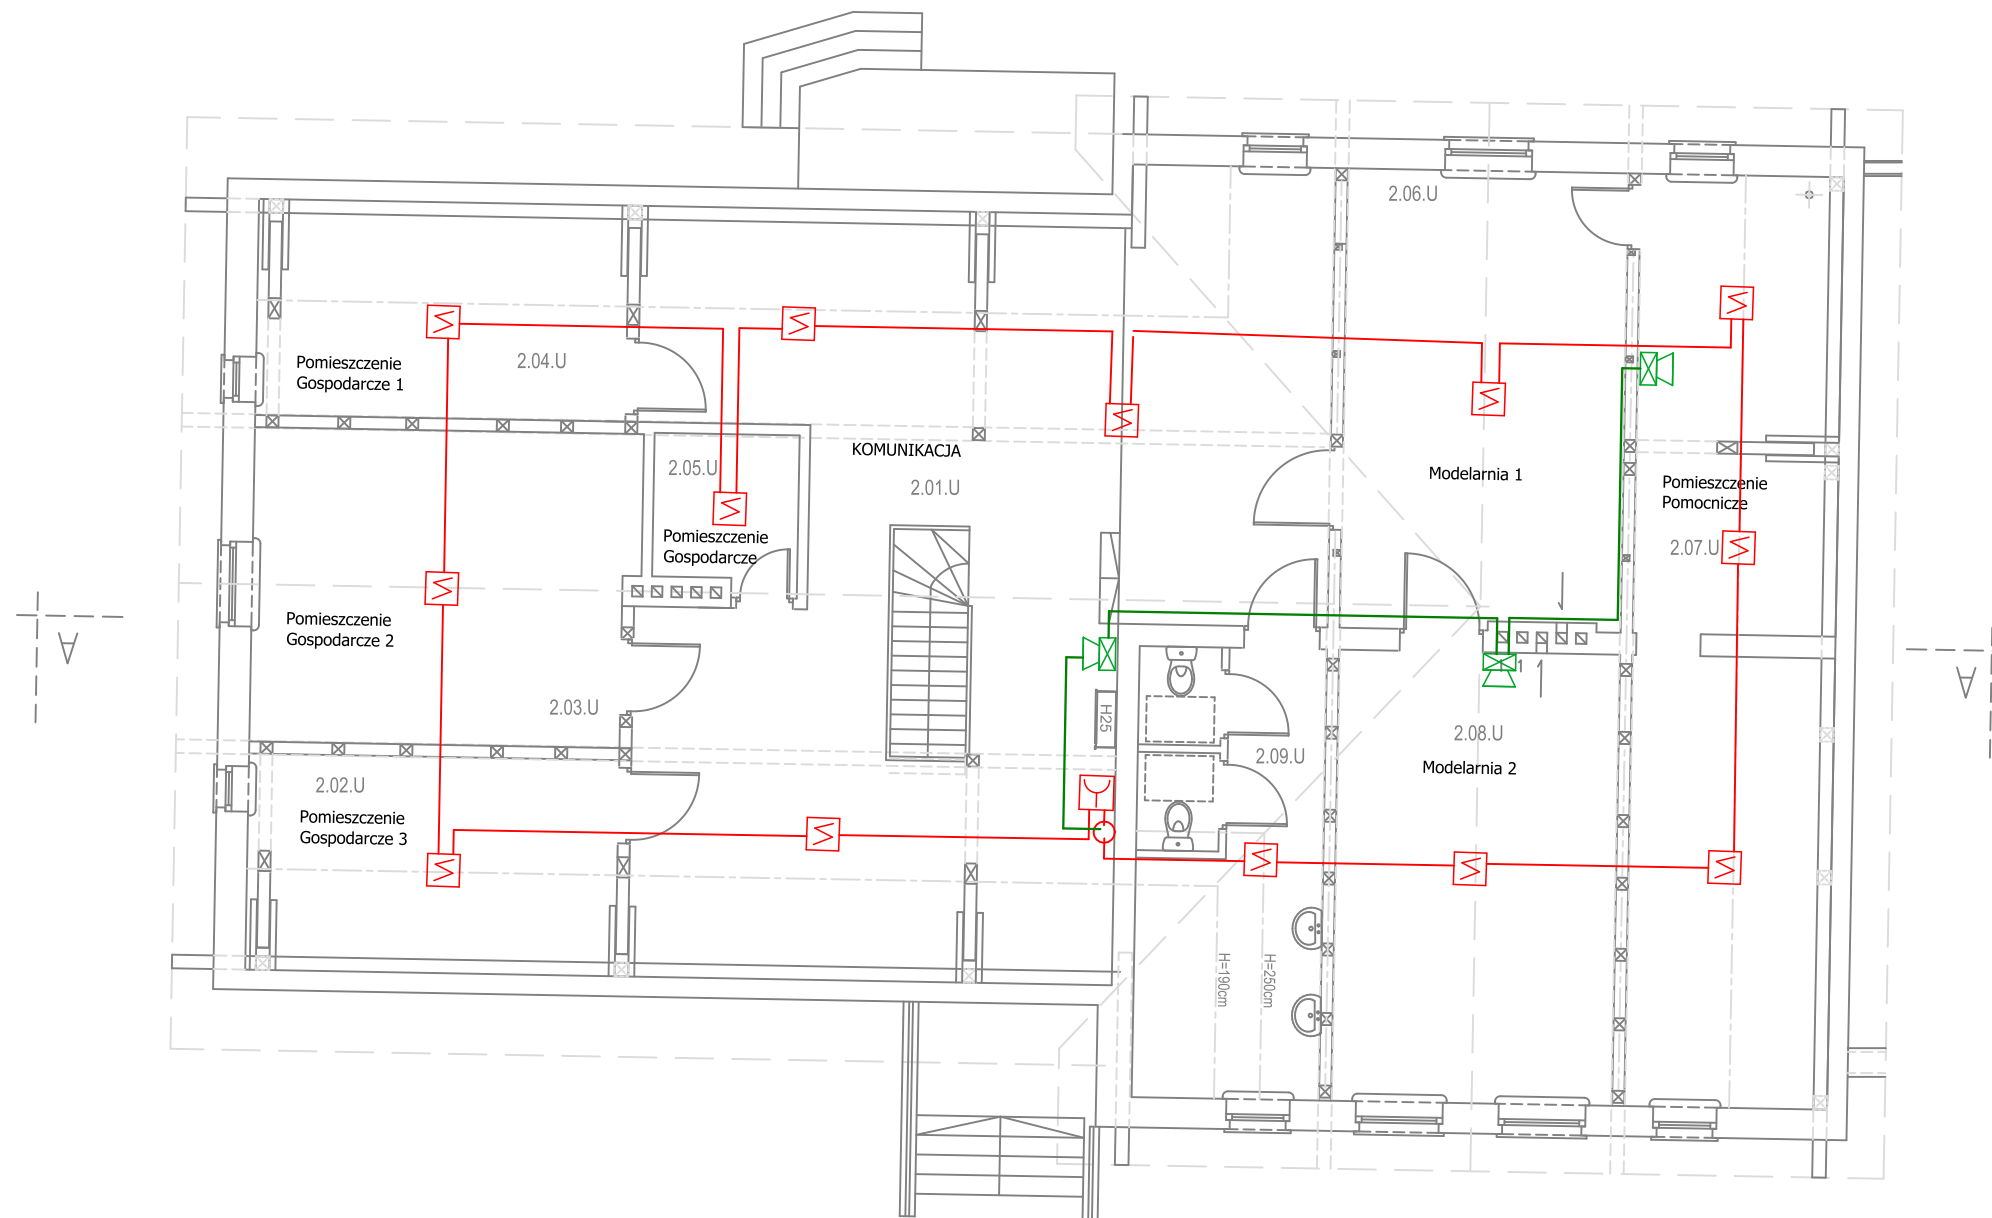 2.06.U
Pomieszczenie
Gospodarcze 1
2.04.U
KOMUNIKACJA
2.05.U
2.01.U
Modelarnia 1
Pomieszczenie
Pomocnicze
2.07.U
Pomieszczenie
Gospodarcze
Pomieszczenie
Gospodarcze 2
A
A
2.03.U
H25
2.08.U
2.09.U
Modelarnia 2
2.02.U
Pomieszczenie
Gospodarcze 3
H=190cm
H=250cm